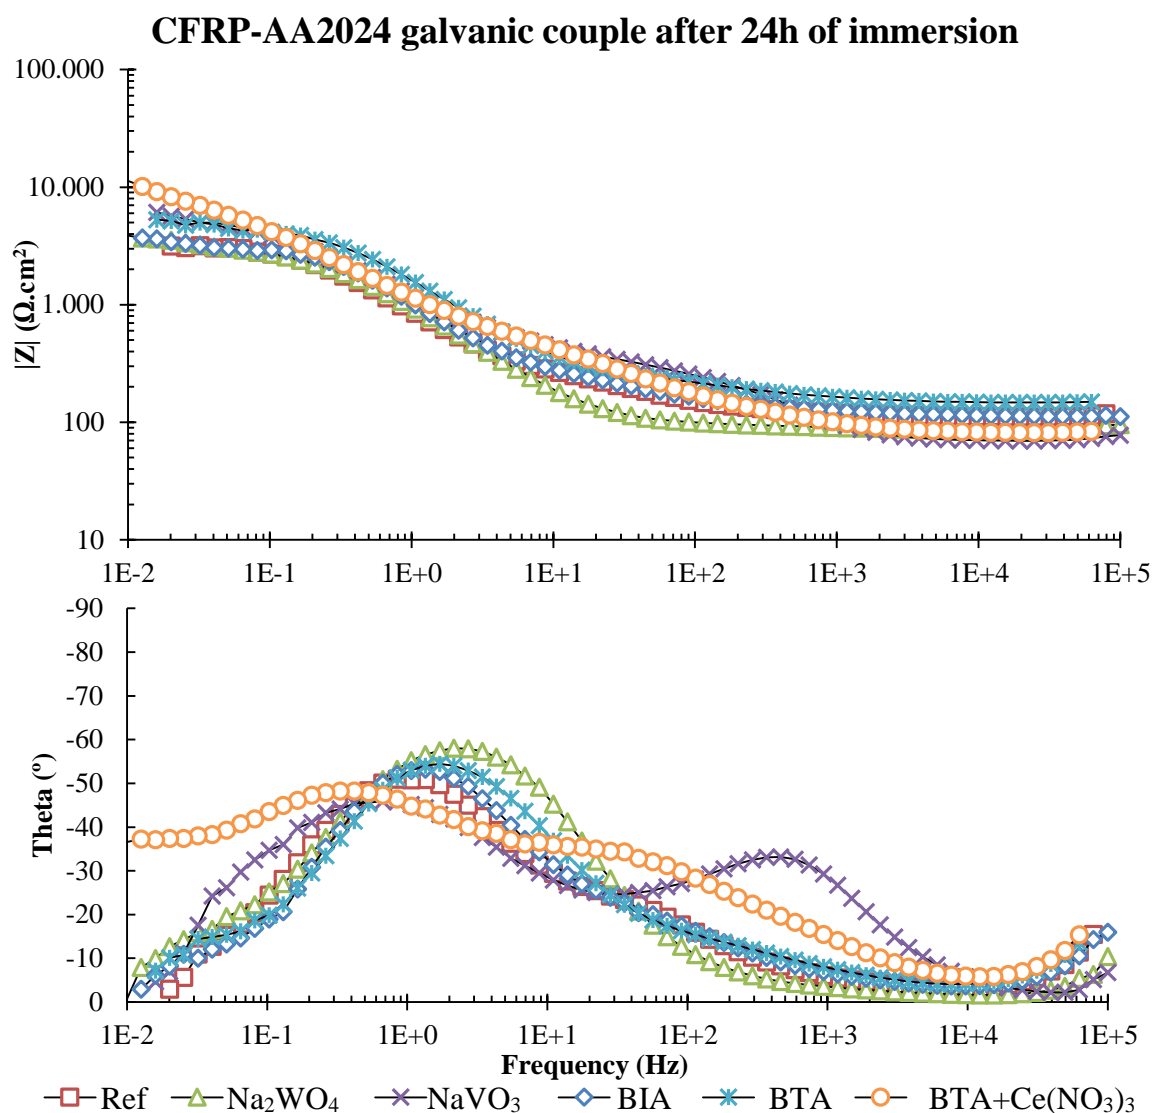 CFRP-AA2024 galvanic couple after 24h of immersion
100.000
10.000
1.000
100
10
|Z| (Ω.cm²)
1E-2 1E-1 1E+0 1E+1 1E+2 1E+3 1E+4 1E+5
-90
-80
-70
-60
-50
-40
-30
-20
-10
0
Theta (º)
1E-2 1E-1 1E+0 1E+1 1E+2 1E+3 1E+4 1E+5
Frequency (Hz)
Ref Na₂WO₄ NaVO₃ BIA BTA BTA+Ce(NO₃)₃